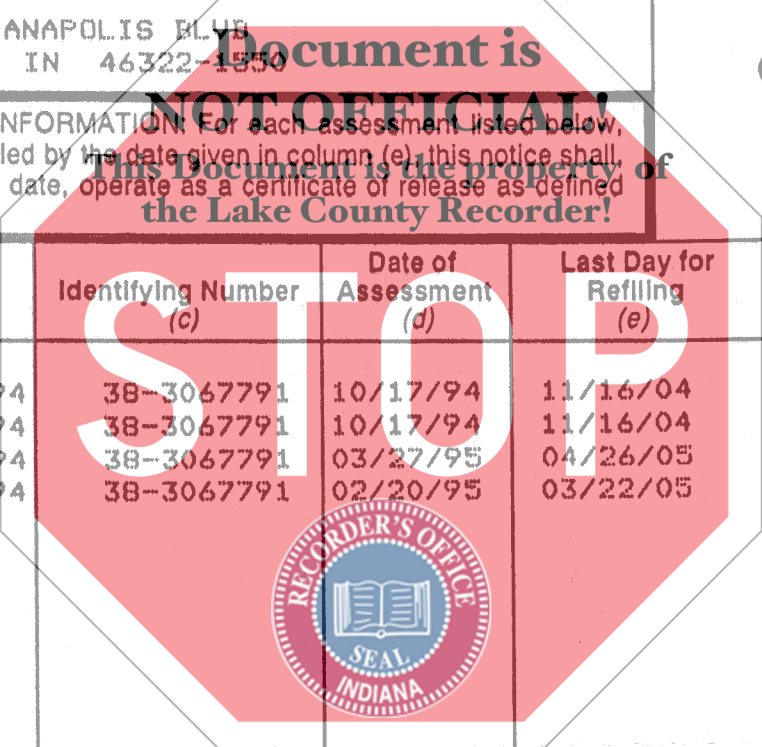 ANAPOLIS BLVD
IN 46322-1550
Document is
NOT OFFICIAL!
This Document is the property of
the Lake County Recorder!
NFORMATION: For each assessment listed below,
led by the date given in column (e), this notice shall,
date, operate as a certificate of release as defined
Identifying Number
(c)
Date of
Assessment
(d)
Last Day for
Refiling
(e)
94 38-3067791 10/17/94 11/16/04
94 38-3067791 10/17/94 11/16/04
94 38-3067791 03/27/95 04/26/05
94 38-3067791 02/20/95 03/22/05
STOP
RECORDER'S OFFICE
SEAL
INDIANA